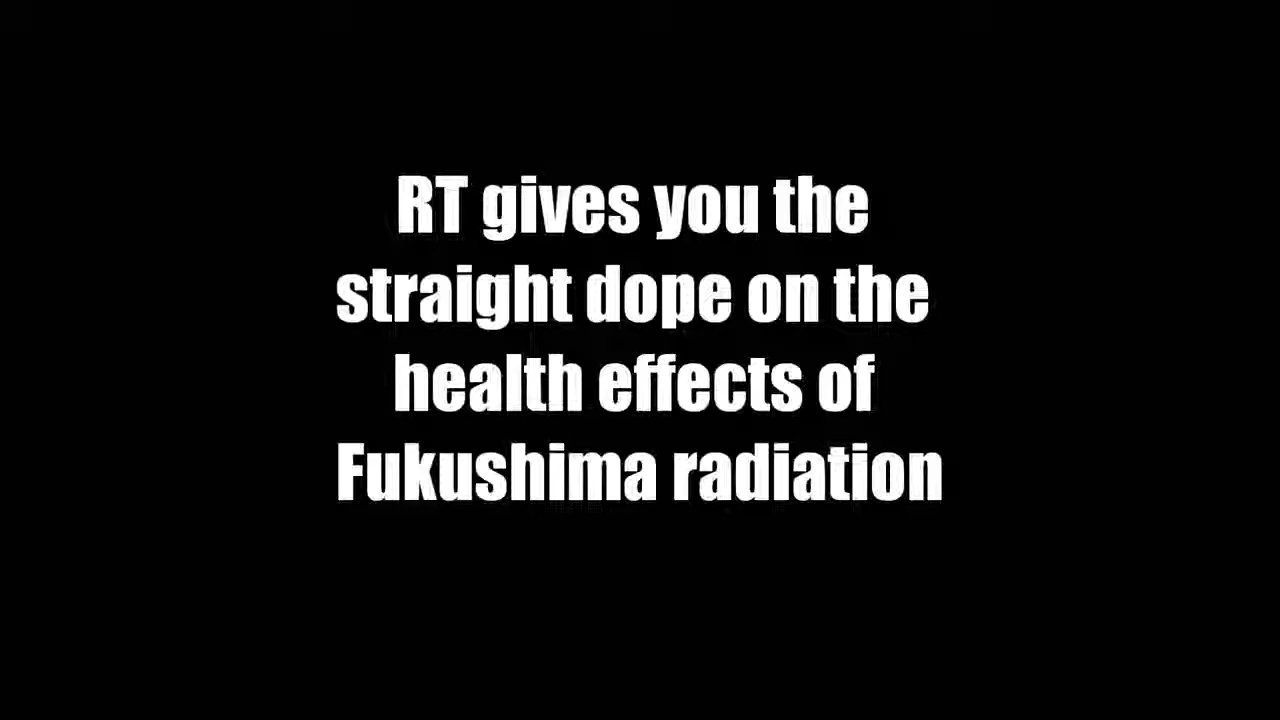 RT gives you the
straight dope on the
health effects of
Fukushima radiation